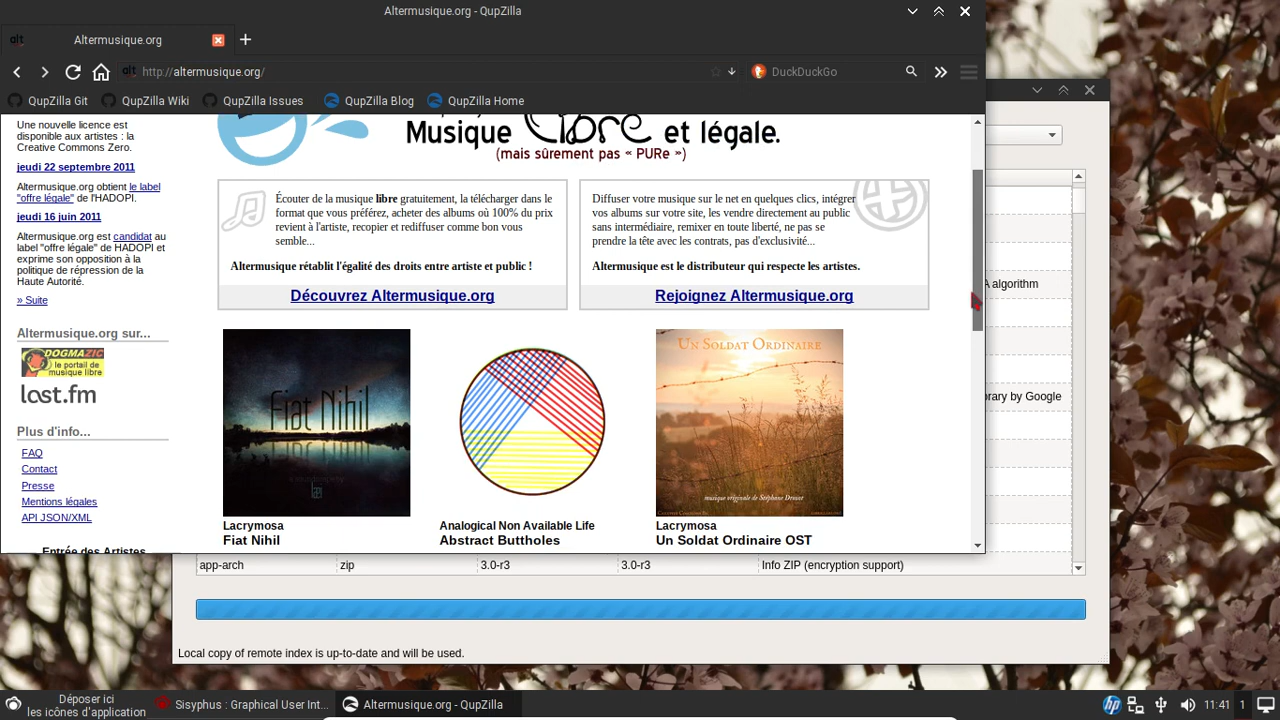 Altermusique.org - QupZilla
Altermusique.org
http://altermusique.org/
DuckDuckGo
QupZilla Git
QupZilla Wiki
QupZilla Issues
QupZilla Blog
QupZilla Home
Une nouvelle licence est
disponible aux artistes : la
Creative Commons Zero.
jeudi 22 septembre 2011
Altermusique.org obtient le label
"offre légale" de l'HADOPI.
jeudi 16 juin 2011
Altermusique.org est candidat au
label "offre légale" de HADOPI et
exprime son opposition à la
politique de répression de la
Haute Autorité.
» Suite
Altermusique.org sur...
DOGMAZIC
le portail de
musique libre
last.fm
Plus d'info...
FAQ
Contact
Presse
Mentions légales
API JSON/XML
Entrée des Artistes
Musique Libre et légale.
(mais sûrement pas « PURe »)
Écouter de la musique libre gratuitement, la télécharger dans le
format que vous préférez, acheter des albums où 100% du prix
revient à l'artiste, recopier et rediffuser comme bon vous
semble...
Altermusique rétablit l'égalité des droits entre artiste et public !
Découvrez Altermusique.org
Diffuser votre musique sur le net en quelques clics, intégrer
vos albums sur votre site, les vendre directement au public
sans intermédiaire, remixer en toute liberté, ne pas se
prendre la tête avec les contrats, pas d'exclusivité...
Altermusique est le distributeur qui respecte les artistes.
Rejoignez Altermusique.org
Fiat Nihil
Lacrymosa
Fiat Nihil
Analogical Non Available Life
Abstract Buttholes
Un Soldat Ordinaire
musique originale de Stéphane Drouot
Lacrymosa
Un Soldat Ordinaire OST
A algorithm
brary by Google
app-arch zip 3.0-r3 3.0-r3 Info ZIP (encryption support)
Local copy of remote index is up-to-date and will be used.
Déposer ici
les icônes d'application
Sisyphus : Graphical User Int...
Altermusique.org - QupZilla
hp
11:41
1